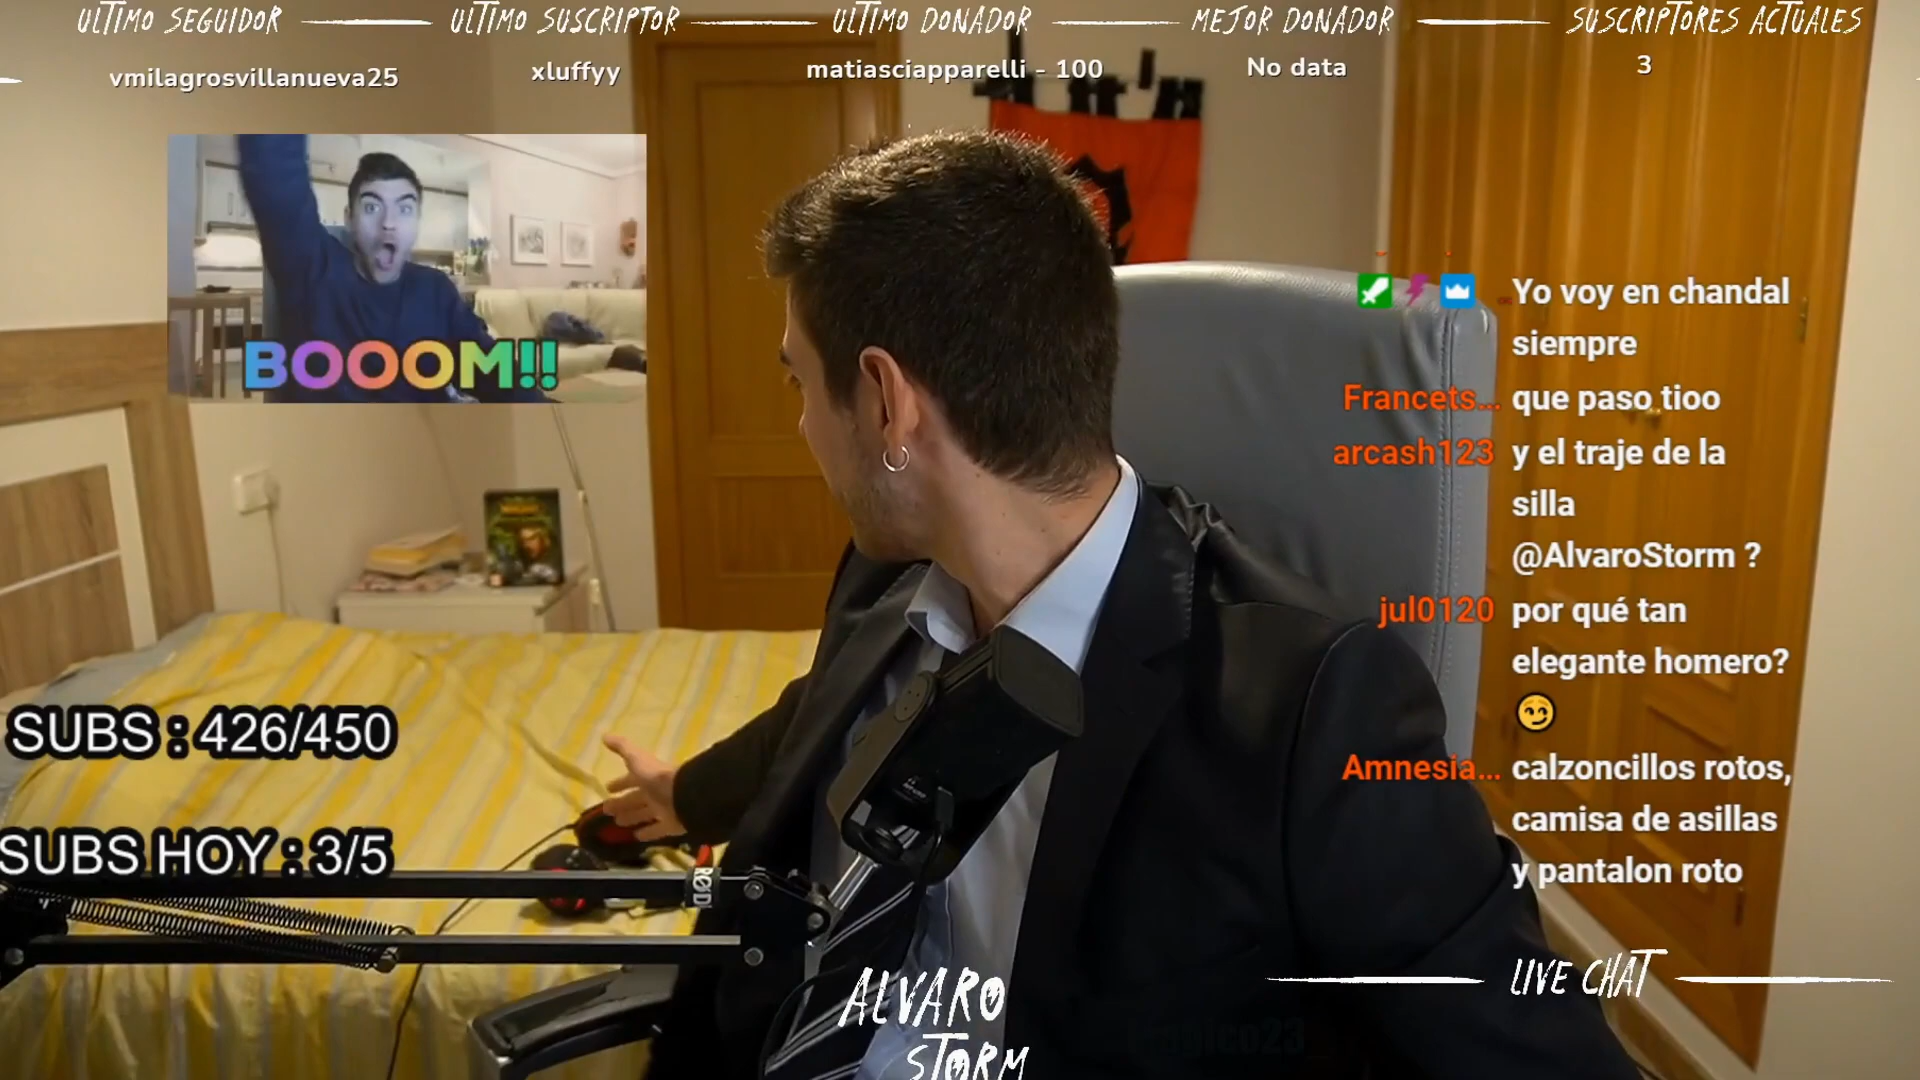 ULTIMO SEGUIDOR
ULTIMO SUSCRIPTOR
ULTIMO DONADOR
MEJOR DONADOR
SUSCRIPTORES ACTUALES
vmilagrosvillanueva25
xluffyy
matiasciapparelli - 100
No data
3
BOOOM!!
Yo voy en chandal
siempre
Francets... que paso tioo
arcash123 y el traje de la
silla
@AlvaroStorm ?
jul0120 por qué tan
elegante homero?
😏
Amnesia... calzoncillos rotos,
camisa de asillas
y pantalon roto
SUBS : 426/450
SUBS HOY : 3/5
RØDE
LIVE CHAT
ALVARO
STORM